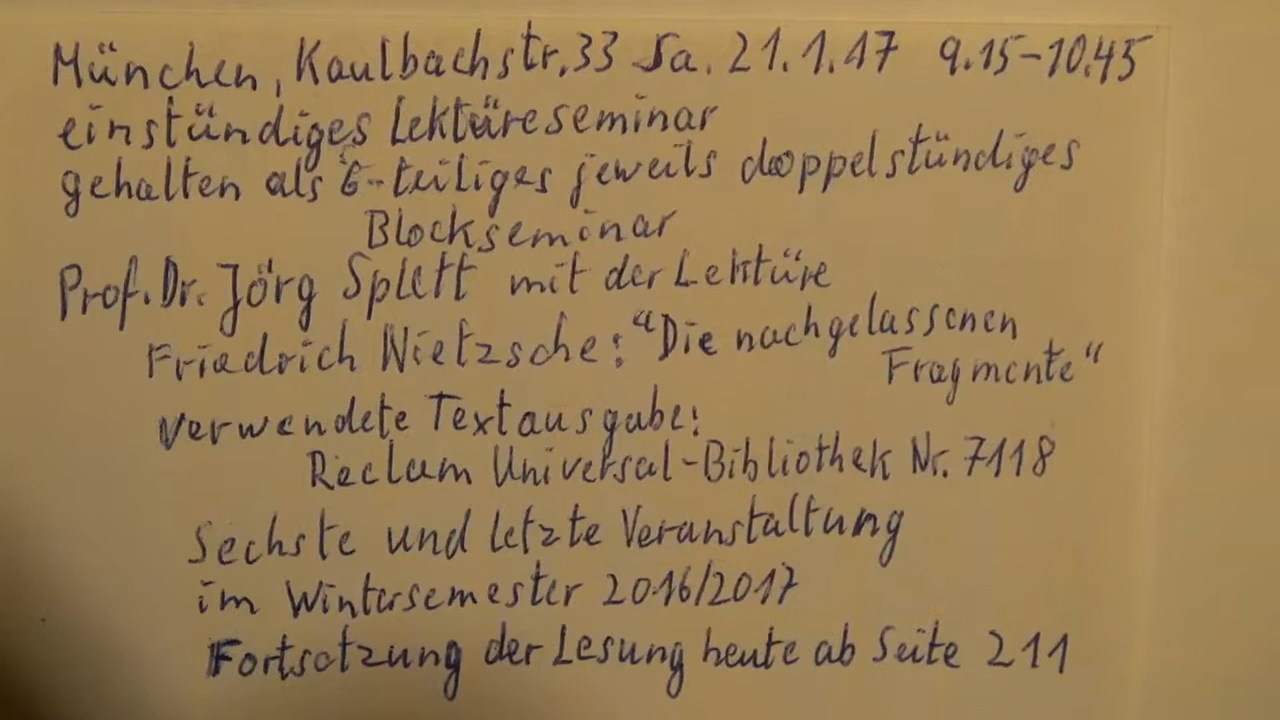 München, Kaulbachstr. 33 Sa. 21.1.17 9.15-10.45
einstündiges Lektüreseminar
gehalten als 6-teiliges jeweils doppelstündiges
Blockseminar
Prof. Dr. Jörg Splett mit der Lektüre
Friedrich Nietzsche: "Die nachgelassenen
Fragmente"
verwendete Textausgabe:
Reclam Universal-Bibliothek Nr. 7118
Sechste und letzte Veranstaltung
im Wintersemester 2016/2017
Fortsetzung der Lesung heute ab Seite 211